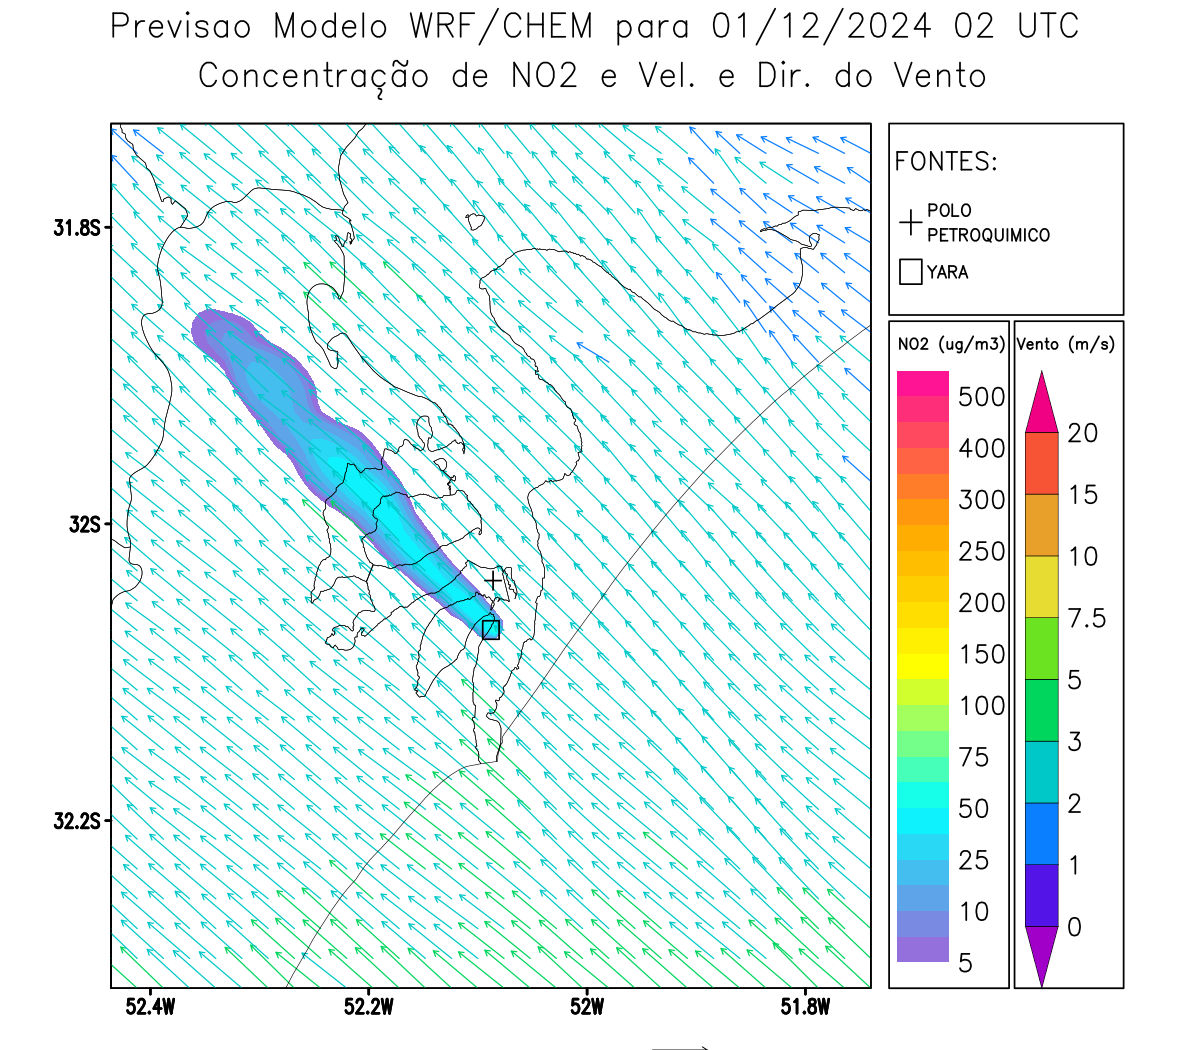 Previsao Modelo WRF/CHEM para 01/12/2024 02 UTC
Concentração de NO2 e Vel. e Dir. do Vento
FONTES:
POLO
PETROQUIMICO
YARA
NO2 (ug/m3)
500
400
300
250
200
150
100
75
50
25
10
5
Vento (m/s)
20
15
10
7.5
5
3
2
1
0
31.8S
32S
32.2S
52.4W
52.2W
52W
51.8W